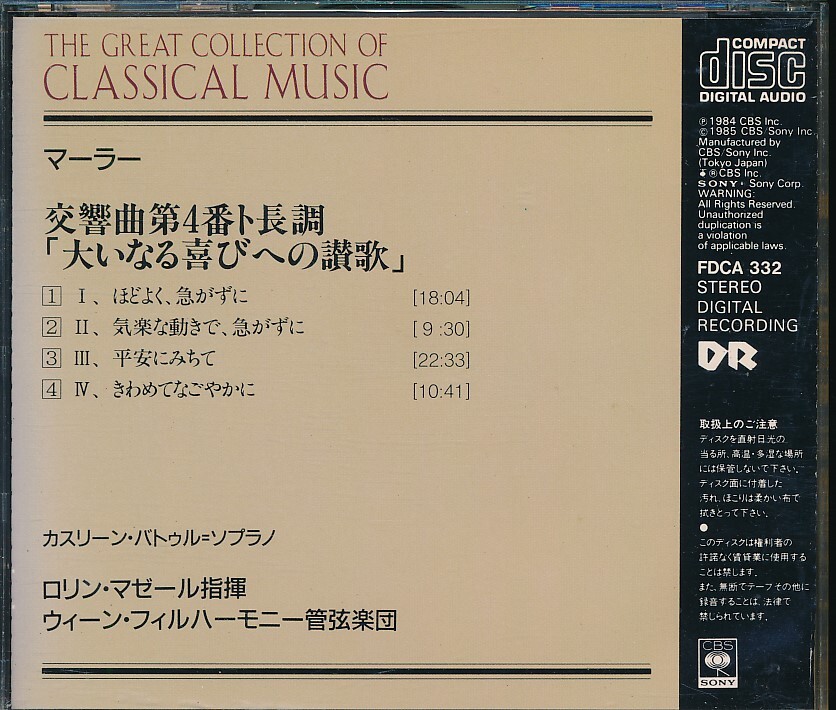 THE GREAT COLLECTION OF
CLASSICAL MUSIC
マーラー
交響曲第4番ト長調
「大いなる喜びへの讃歌」
1 Ⅰ、ほどよく、急がずに [18:04]
2 Ⅱ、気楽な動きで、急がずに [9:30]
3 Ⅲ、平安にみちて [22:33]
4 Ⅳ、きわめてなごやかに [10:41]
カスリーン・バトゥル=ソプラノ
ロリン・マゼール指揮
ウィーン・フィルハーモニー管弦楽団
COMPACT
disc
DIGITAL AUDIO
℗1984 CBS Inc.
©1985 CBS/Sony Inc.
Manufactured by
CBS/Sony Inc.
(Tokyo Japan)
®CBS Inc.
SONY: Sony Corp.
WARNING:
All Rights Reserved.
Unauthorized
duplication is
a violation
of applicable laws.
FDCA 332
STEREO
DIGITAL
RECORDING
DR
取扱上のご注意
ディスクを直射日光の
当る所、高温・多湿な場所
には保管しないで下さい。
ディスク面に付着した
汚れ、ほこりは柔かい布で
拭きとって下さい。
●
このディスクは権利者の
許諾なく賃貸業に使用する
ことは禁じます。
また、無断でテープその他に
録音することは、法律で
禁じられています。
CBS
SONY